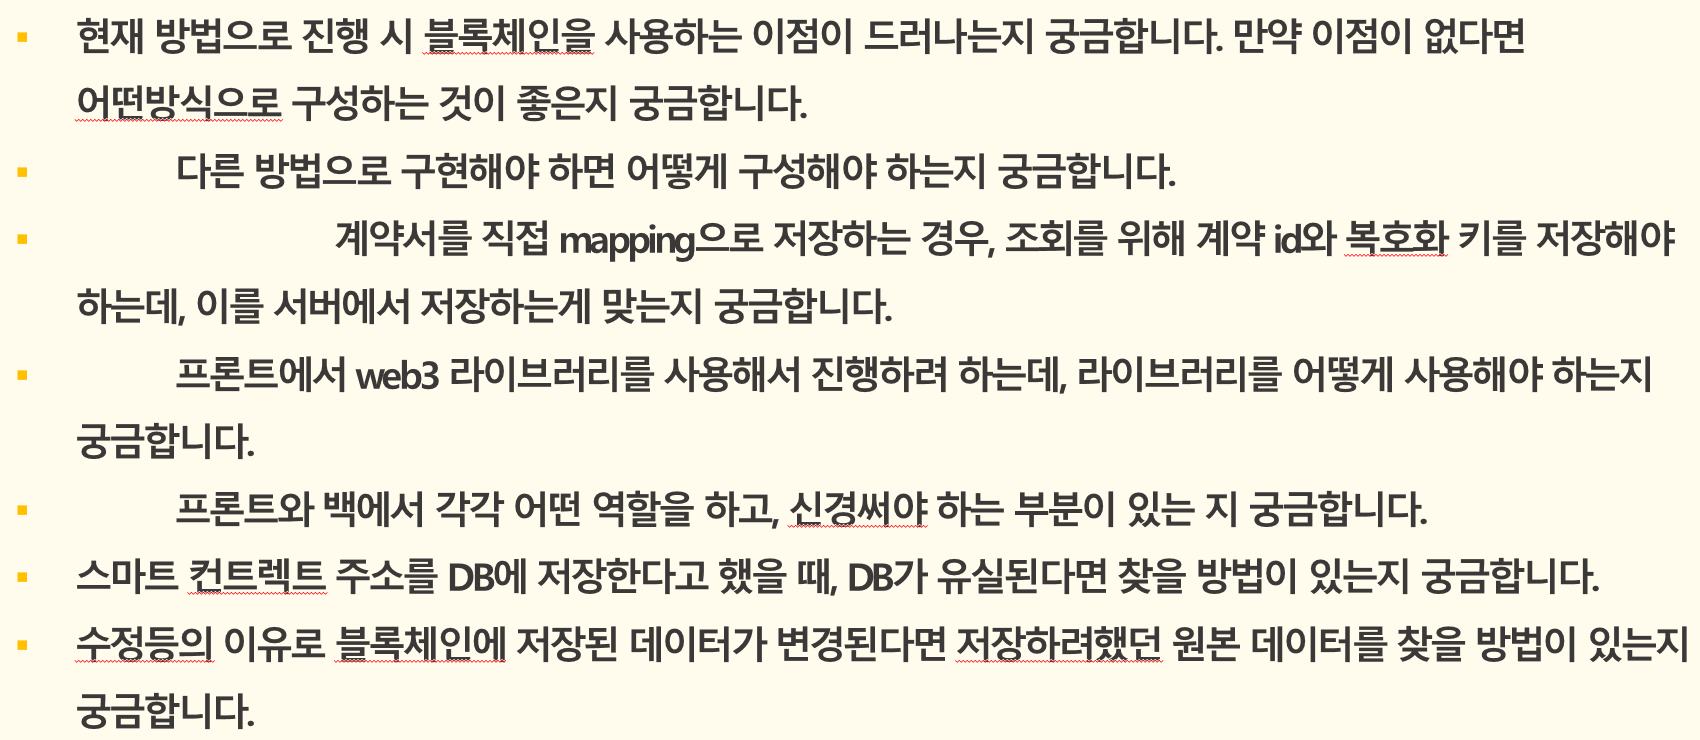 현재 방법으로 진행 시 블록체인을 사용하는 이점이 드러나는지 궁금합니다. 만약 이점이 없다면
어떤방식으로 구성하는 것이 좋은지 궁금합니다.
다른 방법으로 구현해야 하면 어떻게 구성해야 하는지 궁금합니다.
계약서를 직접 mapping으로 저장하는 경우, 조회를 위해 계약 id와 복호화 키를 저장해야
하는데, 이를 서버에서 저장하는게 맞는지 궁금합니다.
프론트에서 web3 라이브러리를 사용해서 진행하려 하는데, 라이브러리를 어떻게 사용해야 하는지
궁금합니다.
프론트와 백에서 각각 어떤 역할을 하고, 신경써야 하는 부분이 있는 지 궁금합니다.
스마트 컨트렉트 주소를 DB에 저장한다고 했을 때, DB가 유실된다면 찾을 방법이 있는지 궁금합니다.
수정등의 이유로 블록체인에 저장된 데이터가 변경된다면 저장하려했던 원본 데이터를 찾을 방법이 있는지
궁금합니다.